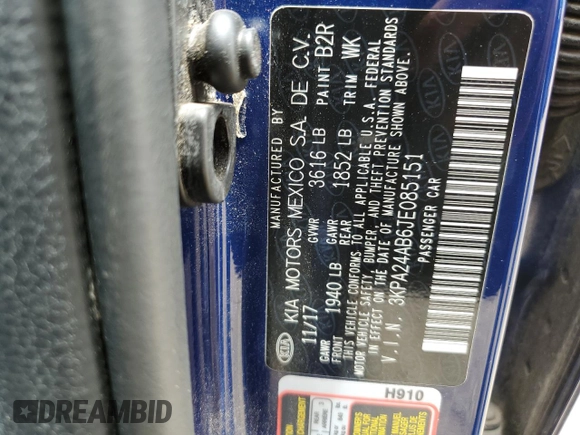 MANUFACTURED BY
KIA KIA MOTORS MEXICO S.A. DE C.V.
11/17 GVWR 3616 LB PAINT B2R
GAWR FRONT 1940 LB GAWR REAR 1852 LB TRIM WK
THIS VEHICLE CONFORMS TO ALL APPLICABLE U.S.A. FEDERAL
MOTOR VEHICLE SAFETY, BUMPER, AND THEFT PREVENTION STANDARDS
IN EFFECT ON THE DATE OF MANUFACTURE SHOWN ABOVE.
V.I.N. 3KPA24AB6JE085151
PASSENGER CAR
H910
DREAMBID